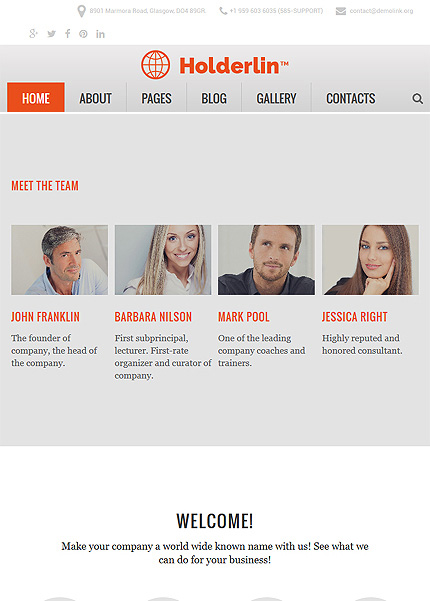 8901 Marmora Road, Glasgow, DO4 89GR. +1 959 603 6035 (585-SUPPORT) contact@demolink.org
Holderlin™
HOME ABOUT PAGES BLOG GALLERY CONTACTS
MEET THE TEAM
JOHN FRANKLIN BARBARA NILSON MARK POOL JESSICA RIGHT
The founder of First subprincipal, One of the leading Highly reputed and
company, the head of lecturer. First-rate company coaches and honored consultant.
the company. organizer and curator of trainers.
company.
WELCOME!
Make your company a world wide known name with us! See what we
can do for your business!